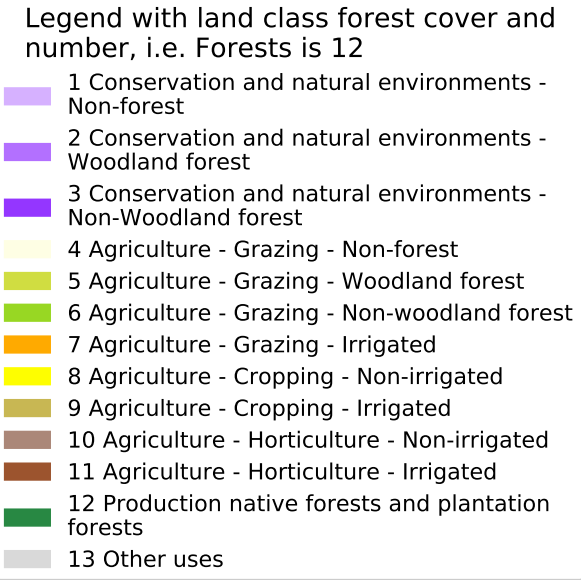 Legend with land class forest cover and
number, i.e. Forests is 12
1 Conservation and natural environments -
Non-forest
2 Conservation and natural environments -
Woodland forest
3 Conservation and natural environments -
Non-Woodland forest
4 Agriculture - Grazing - Non-forest
5 Agriculture - Grazing - Woodland forest
6 Agriculture - Grazing - Non-woodland forest
7 Agriculture - Grazing - Irrigated
8 Agriculture - Cropping - Non-irrigated
9 Agriculture - Cropping - Irrigated
10 Agriculture - Horticulture - Non-irrigated
11 Agriculture - Horticulture - Irrigated
12 Production native forests and plantation
forests
13 Other uses